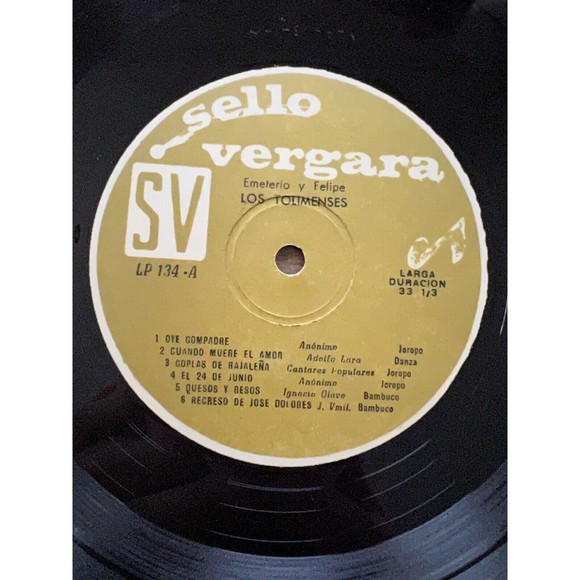 sello
vergara
Emeterio y Felipe
LOS TOLIMENSES
SV
LP 134-A
LARGA
DURACION
33 1/3
1 OYE COMPADRE Anónimo Joropo
2 CUANDO MUERE EL AMOR Adolfo Lara Danza
3 COPLAS DE RAJALEÑA Cantares Populares Joropo
4 EL 24 DE JUNIO Anónimo Joropo
5 QUESOS Y BESOS Ignacio Olave Bambuco
6 REGRESO DE JOSE DOLORES J. Vmil. Bambuco